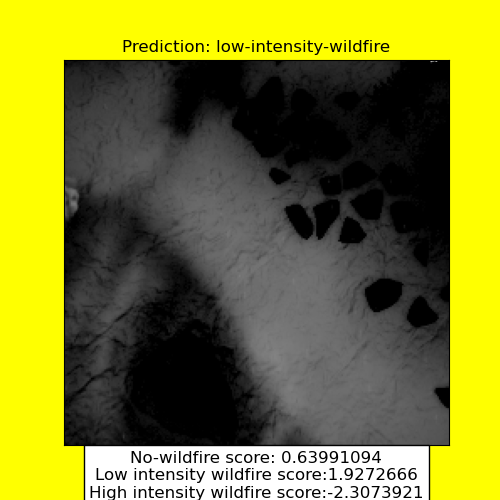 Prediction: low-intensity-wildfire
No-wildfire score: 0.63991094
Low intensity wildfire score:1.9272666
High intensity wildfire score:-2.3073921